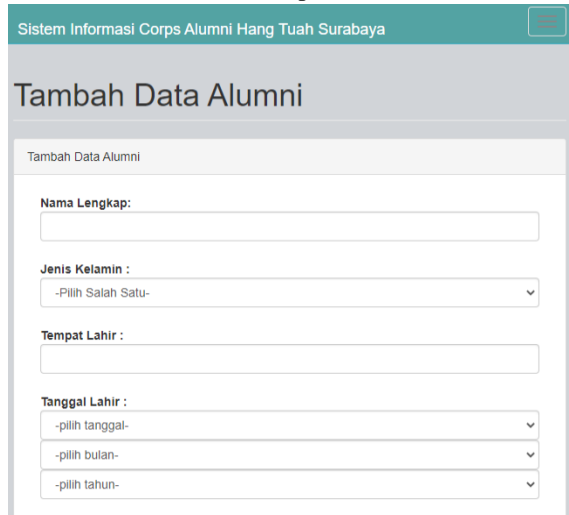 Sistem Informasi Corps Alumni Hang Tuah Surabaya
Tambah Data Alumni
Tambah Data Alumni
Nama Lengkap:
Jenis Kelamin :
-Pilih Salah Satu-
Tempat Lahir :
Tanggal Lahir :
-pilih tanggal-
-pilih bulan-
-pilih tahun-